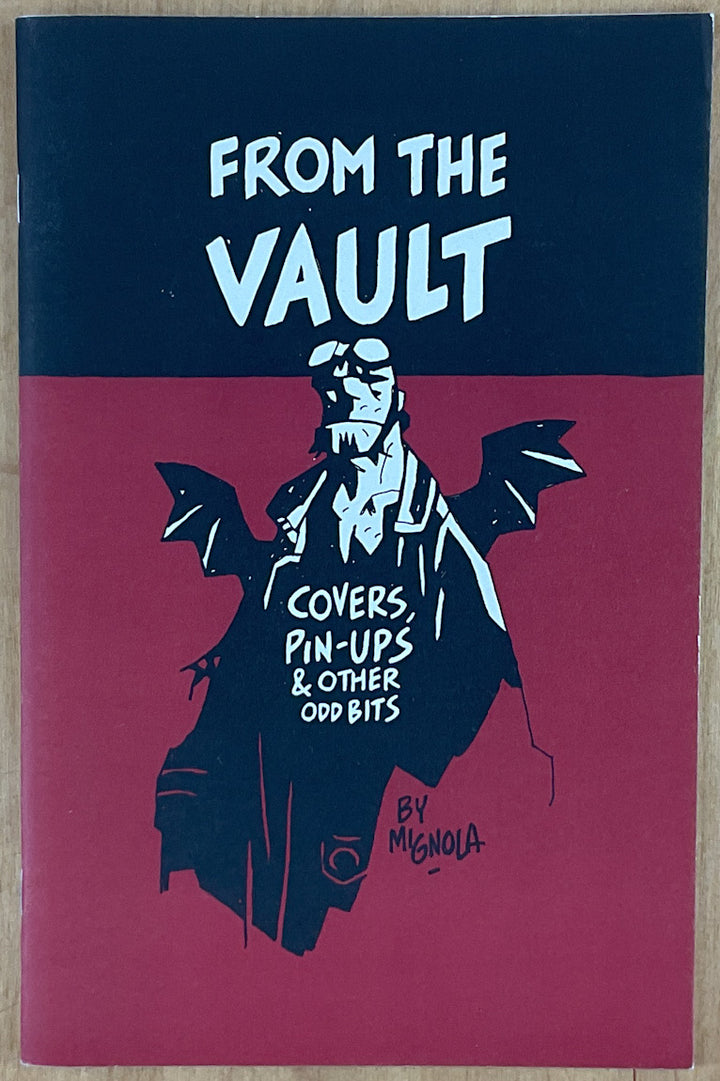 FROM THE
VAULT
COVERS,
PIN-UPS
& OTHER
ODD BITS
BY
MIGNOLA